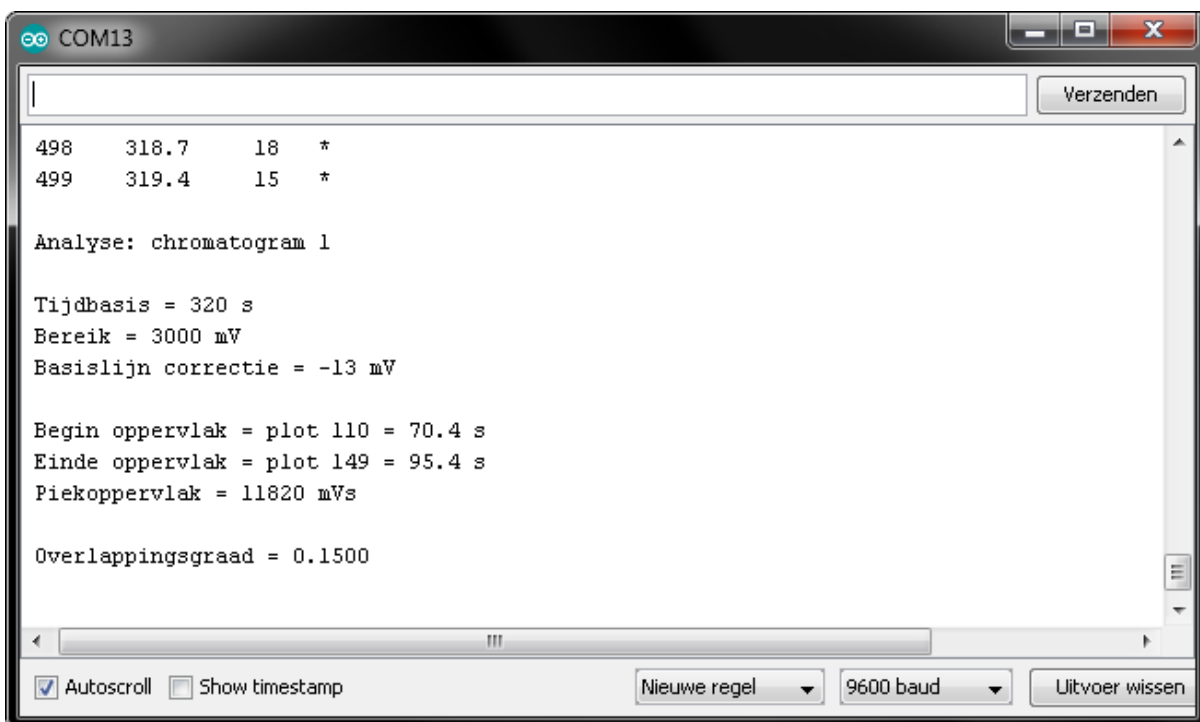 COM13
Verzenden
498 318.7 18 *
499 319.4 15 *
Analyse: chromatogram 1
Tijdbasis = 320 s
Bereik = 3000 mV
Basislijn correctie = -13 mV
Begin oppervlak = plot 110 = 70.4 s
Einde oppervlak = plot 149 = 95.4 s
Piekoppervlak = 11820 mVs
Overlappingsgraad = 0.1500
Autoscroll Show timestamp Nieuwe regel 9600 baud Uitvoer wissen